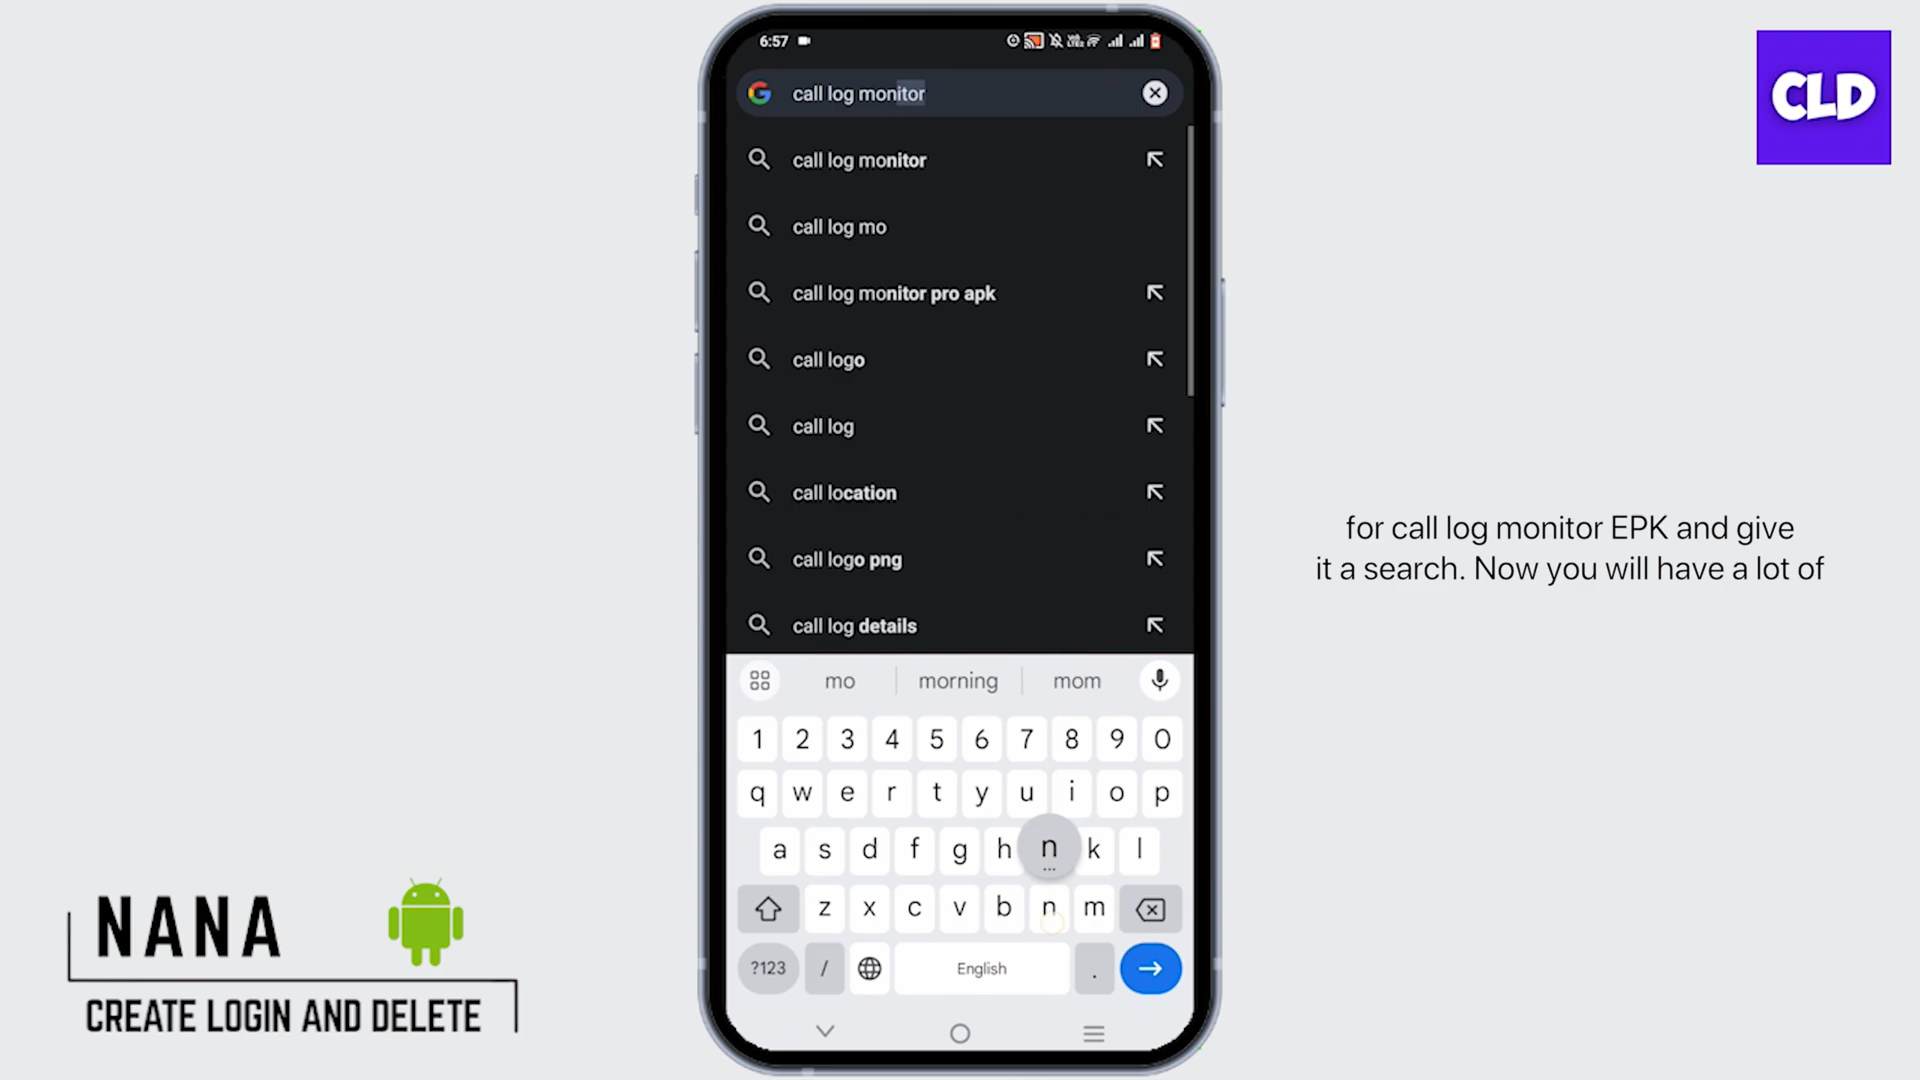 6:57
call log monitor
call log monitor
call log mo
call log monitor pro apk
call logo
call log
call location
call logo png
call log details
mo morning mom
1 2 3 4 5 6 7 8 9 0
q w e r t y u i o p
a s d f g h n k l
z x c v b n m
?123 / English .
CLD
for call log monitor EPK and give
it a search. Now you will have a lot of
NANA
CREATE LOGIN AND DELETE